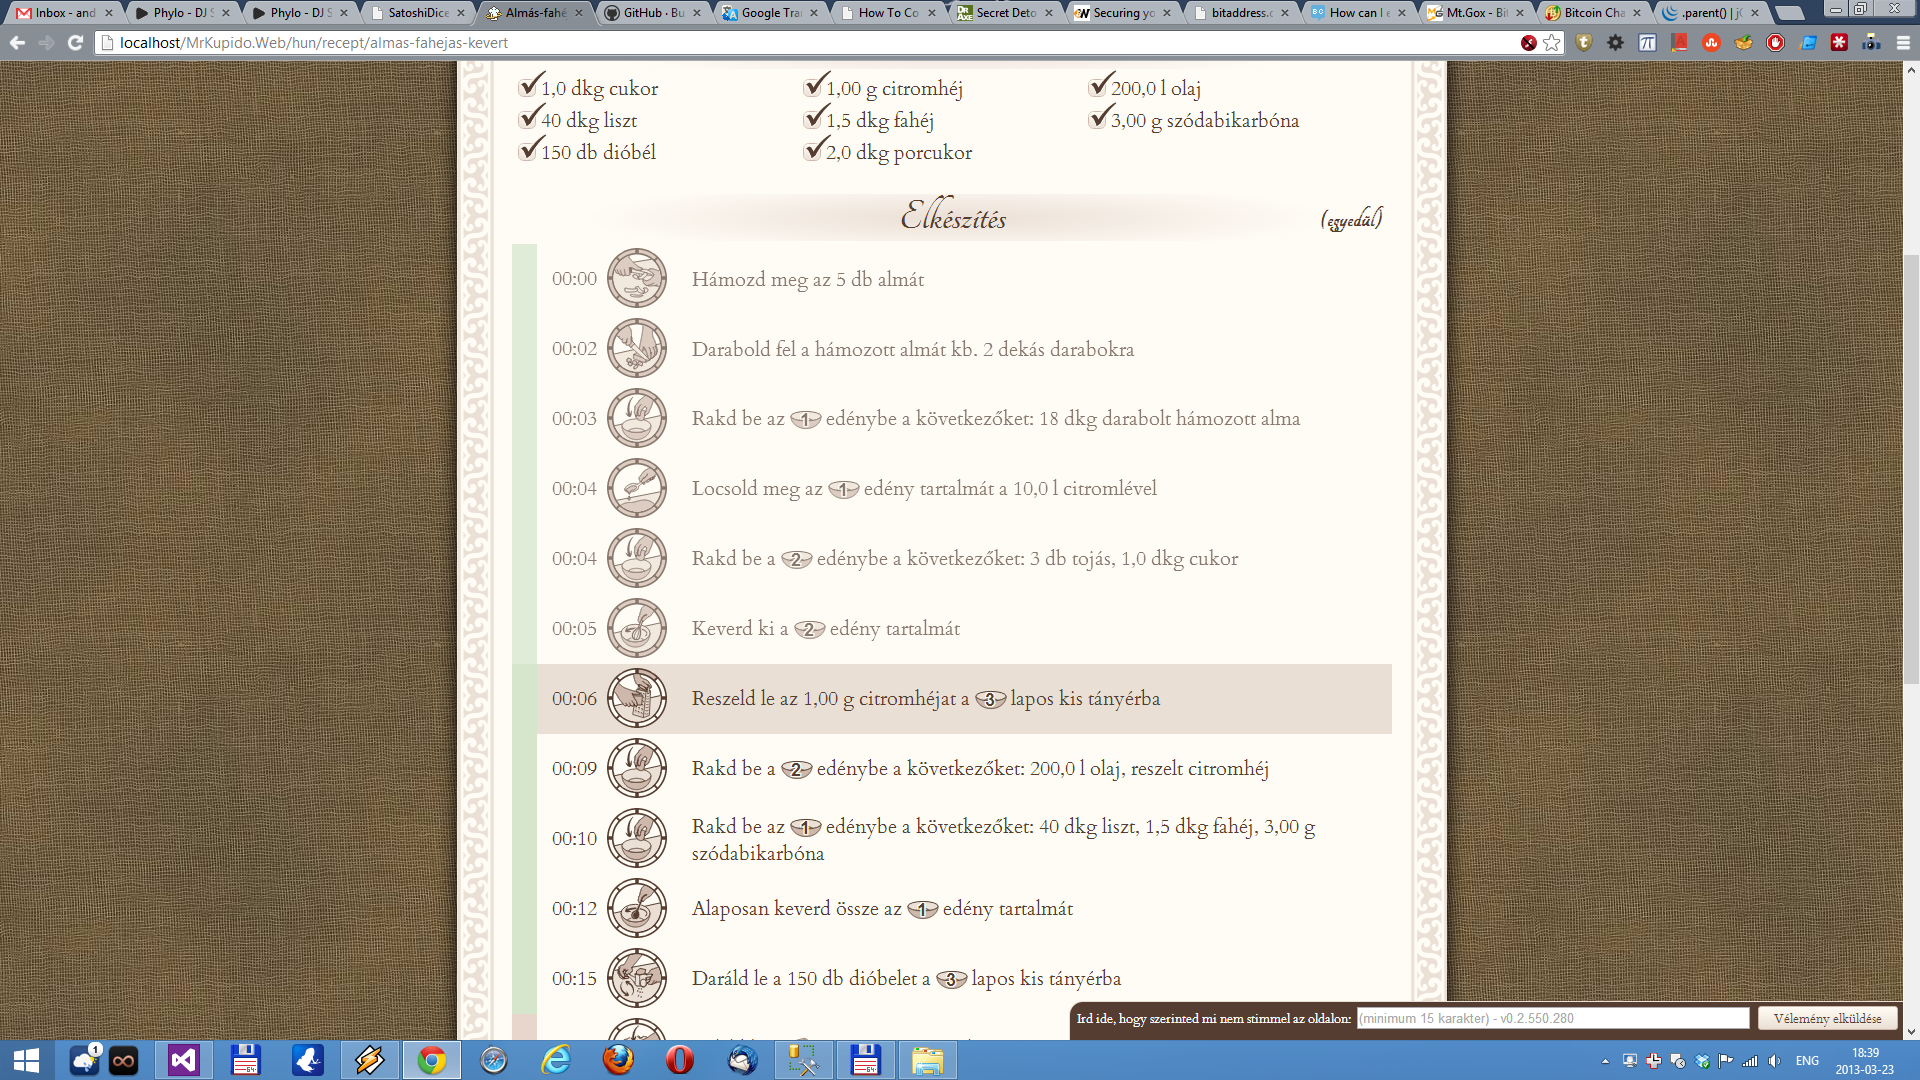 Inbox - and
Phylo - DJ S
Phylo - DJ S
SatoshiDice
Almás-fahé
GitHub · Bu
Google Tra
How To Co
Secret Deto
Securing yo
bitaddress.c
How can I e
Mt.Gox - Bit
Bitcoin Cha
.parent() | jQ
localhost/MrKupido.Web/hun/recept/almas-fahejas-kevert
1,0 dkg cukor
1,00 g citromhéj
200,0 l olaj
40 dkg liszt
1,5 dkg fahéj
3,00 g szódabikarbóna
150 db dióbél
2,0 dkg porcukor
Elkészítés
(egyedül)
00:00 Hámozd meg az 5 db almát
00:02 Darabold fel a hámozott almát kb. 2 dekás darabokra
00:03 Rakd be az 1 edénybe a következőket: 18 dkg darabolt hámozott alma
00:04 Locsold meg az 1 edény tartalmát a 10,0 l citromlével
00:04 Rakd be a 2 edénybe a következőket: 3 db tojás, 1,0 dkg cukor
00:05 Keverd ki a 2 edény tartalmát
00:06 Reszeld le az 1,00 g citromhéjat a 3 lapos kis tányérba
00:09 Rakd be a 2 edénybe a következőket: 200,0 l olaj, reszelt citromhéj
00:10 Rakd be az 1 edénybe a következőket: 40 dkg liszt, 1,5 dkg fahéj, 3,00 g
szódabikarbóna
00:12 Alaposan keverd össze az 1 edény tartalmát
00:15 Daráld le a 150 db dióbelet a 3 lapos kis tányérba
Ird ide, hogy szerinted mi nem stimmel az oldalon:
(minimum 15 karakter) - v0.2.550.280
Vélemény elküldése
1
64
64
ENG
18:39
2013-03-23